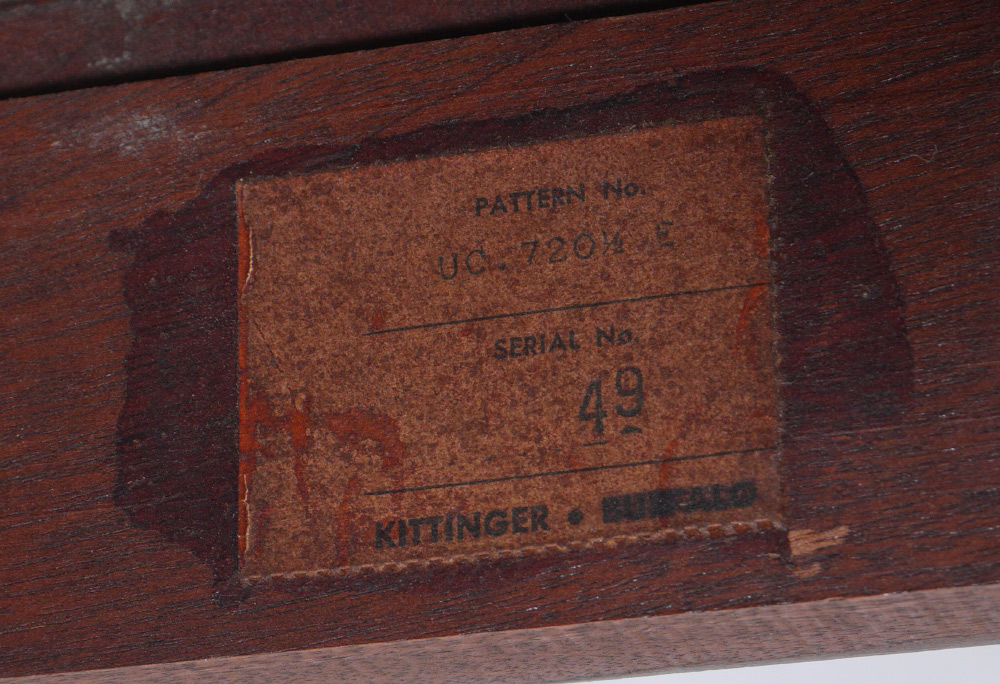 PATTERN No.
UC. 720½ E
SERIAL No.
49
KITTINGER • BUFFALO